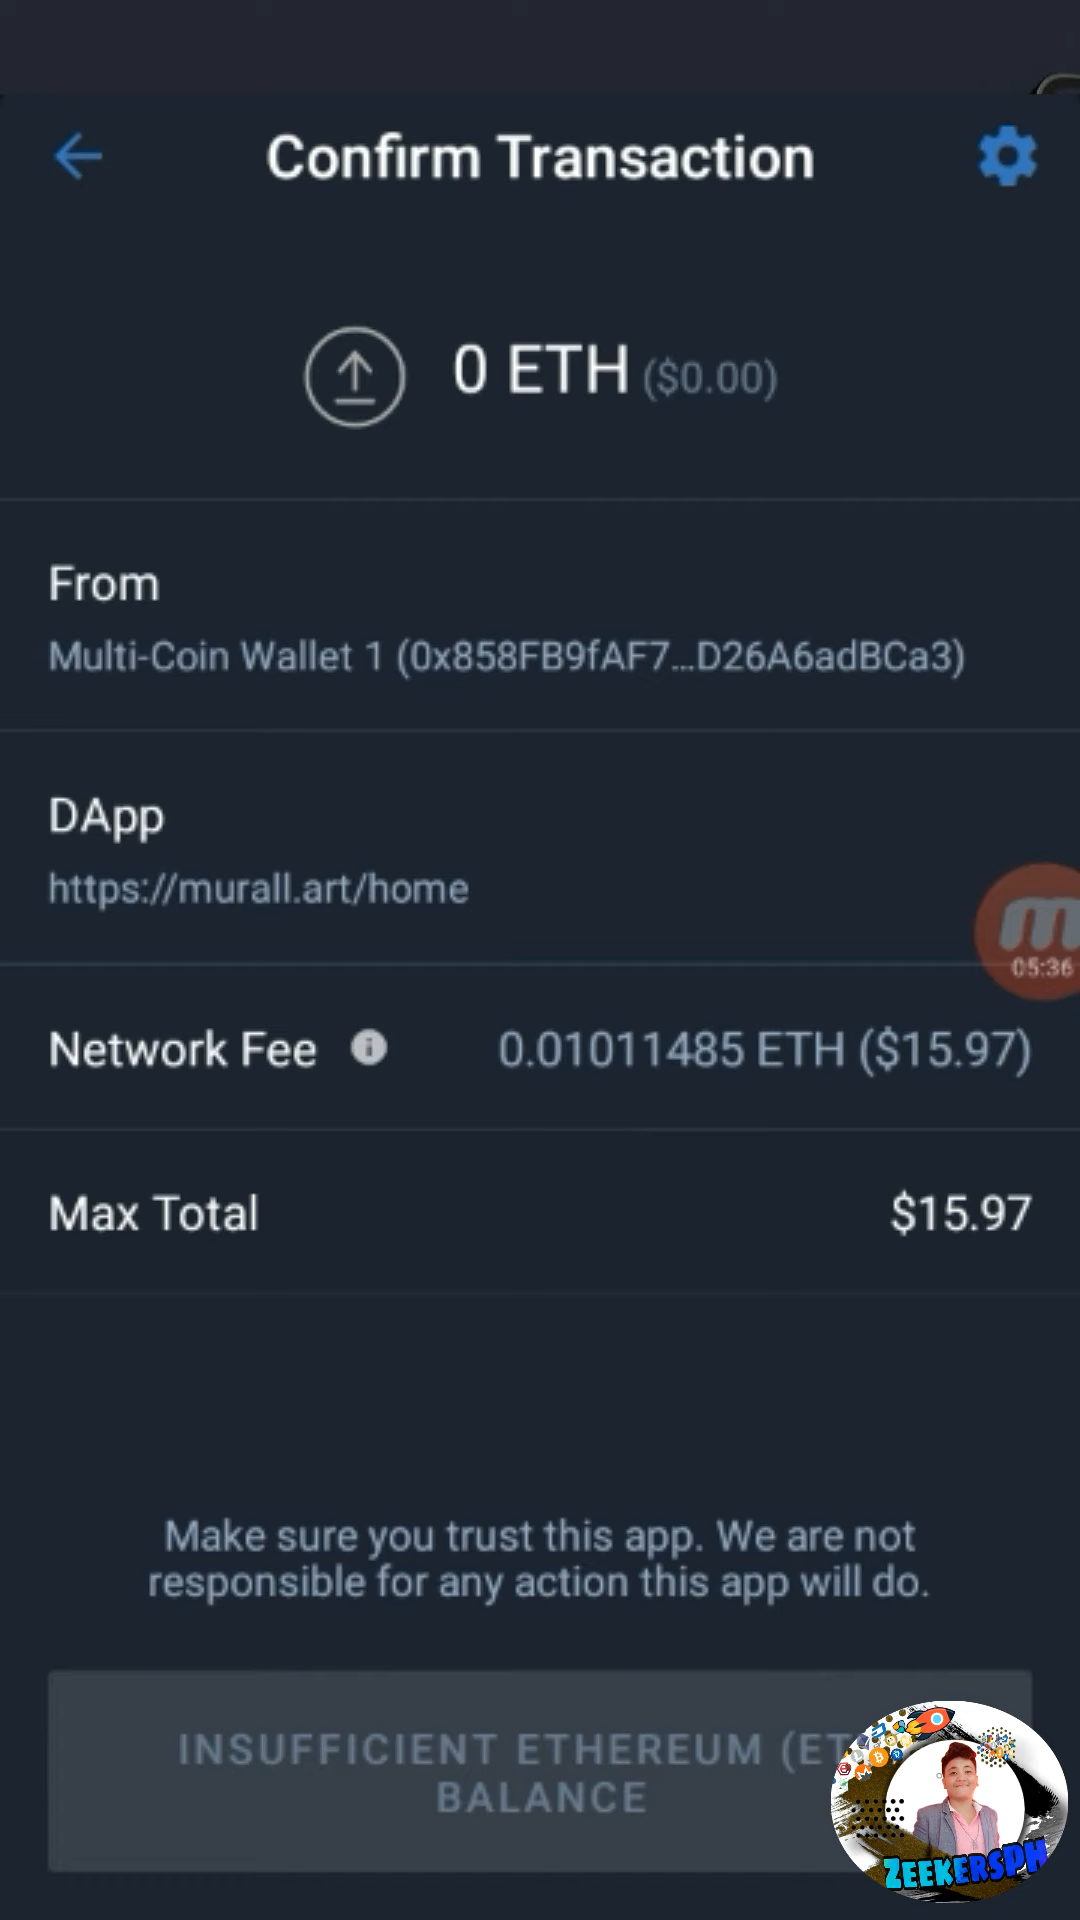 Confirm Transaction
0 ETH ($0.00)
From
Multi-Coin Wallet 1 (0x858FB9fAF7...D26A6adBCa3)
DApp
https://murall.art/home
m
05:36
Network Fee i 0.01011485 ETH ($15.97)
Max Total $15.97
Make sure you trust this app. We are not
responsible for any action this app will do.
INSUFFICIENT ETHEREUM (ET
BALANCE
ZEEKERSPH